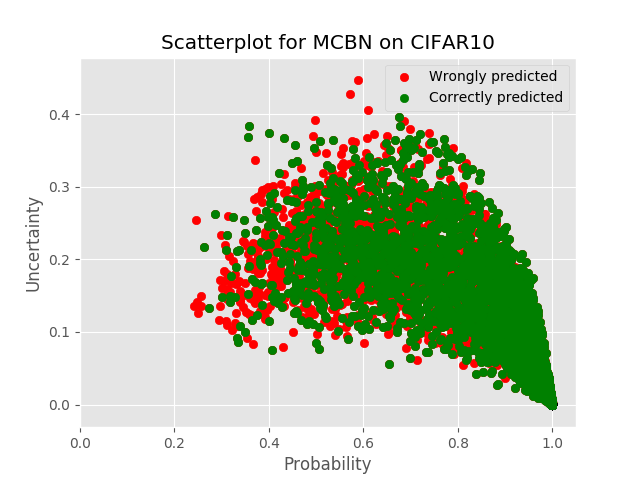 Scatterplot for MCBN on CIFAR10
Wrongly predicted
Correctly predicted
0.4
0.3
0.2
0.1
0.0
Uncertainty
0.0 0.2 0.4 0.6 0.8 1.0
Probability